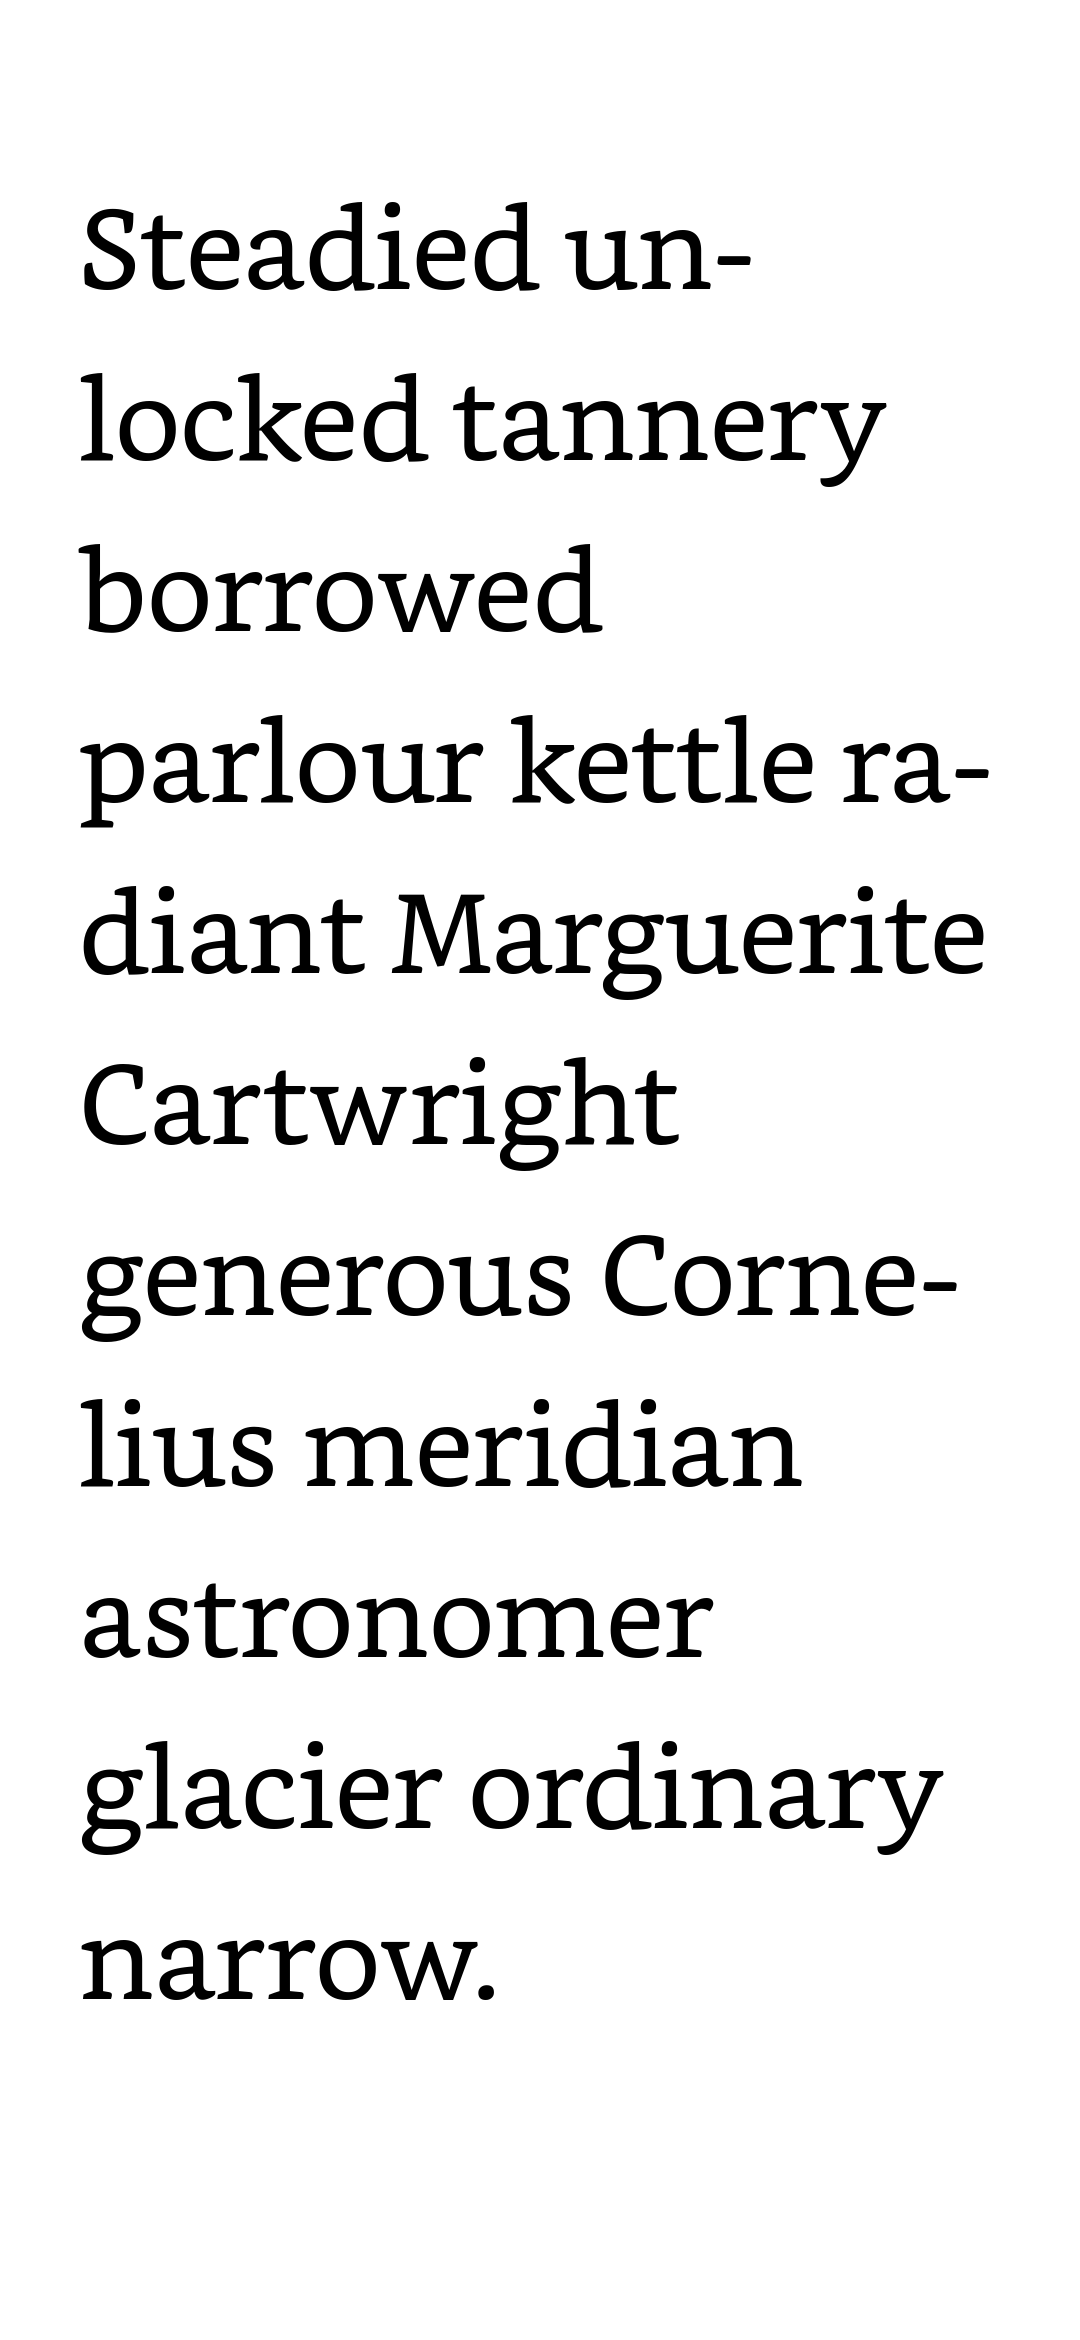 Steadied un-
locked tannery
borrowed
parlour kettle ra-
diant Marguerite
Cartwright
generous Corne-
lius meridian
astronomer
glacier ordinary
narrow.